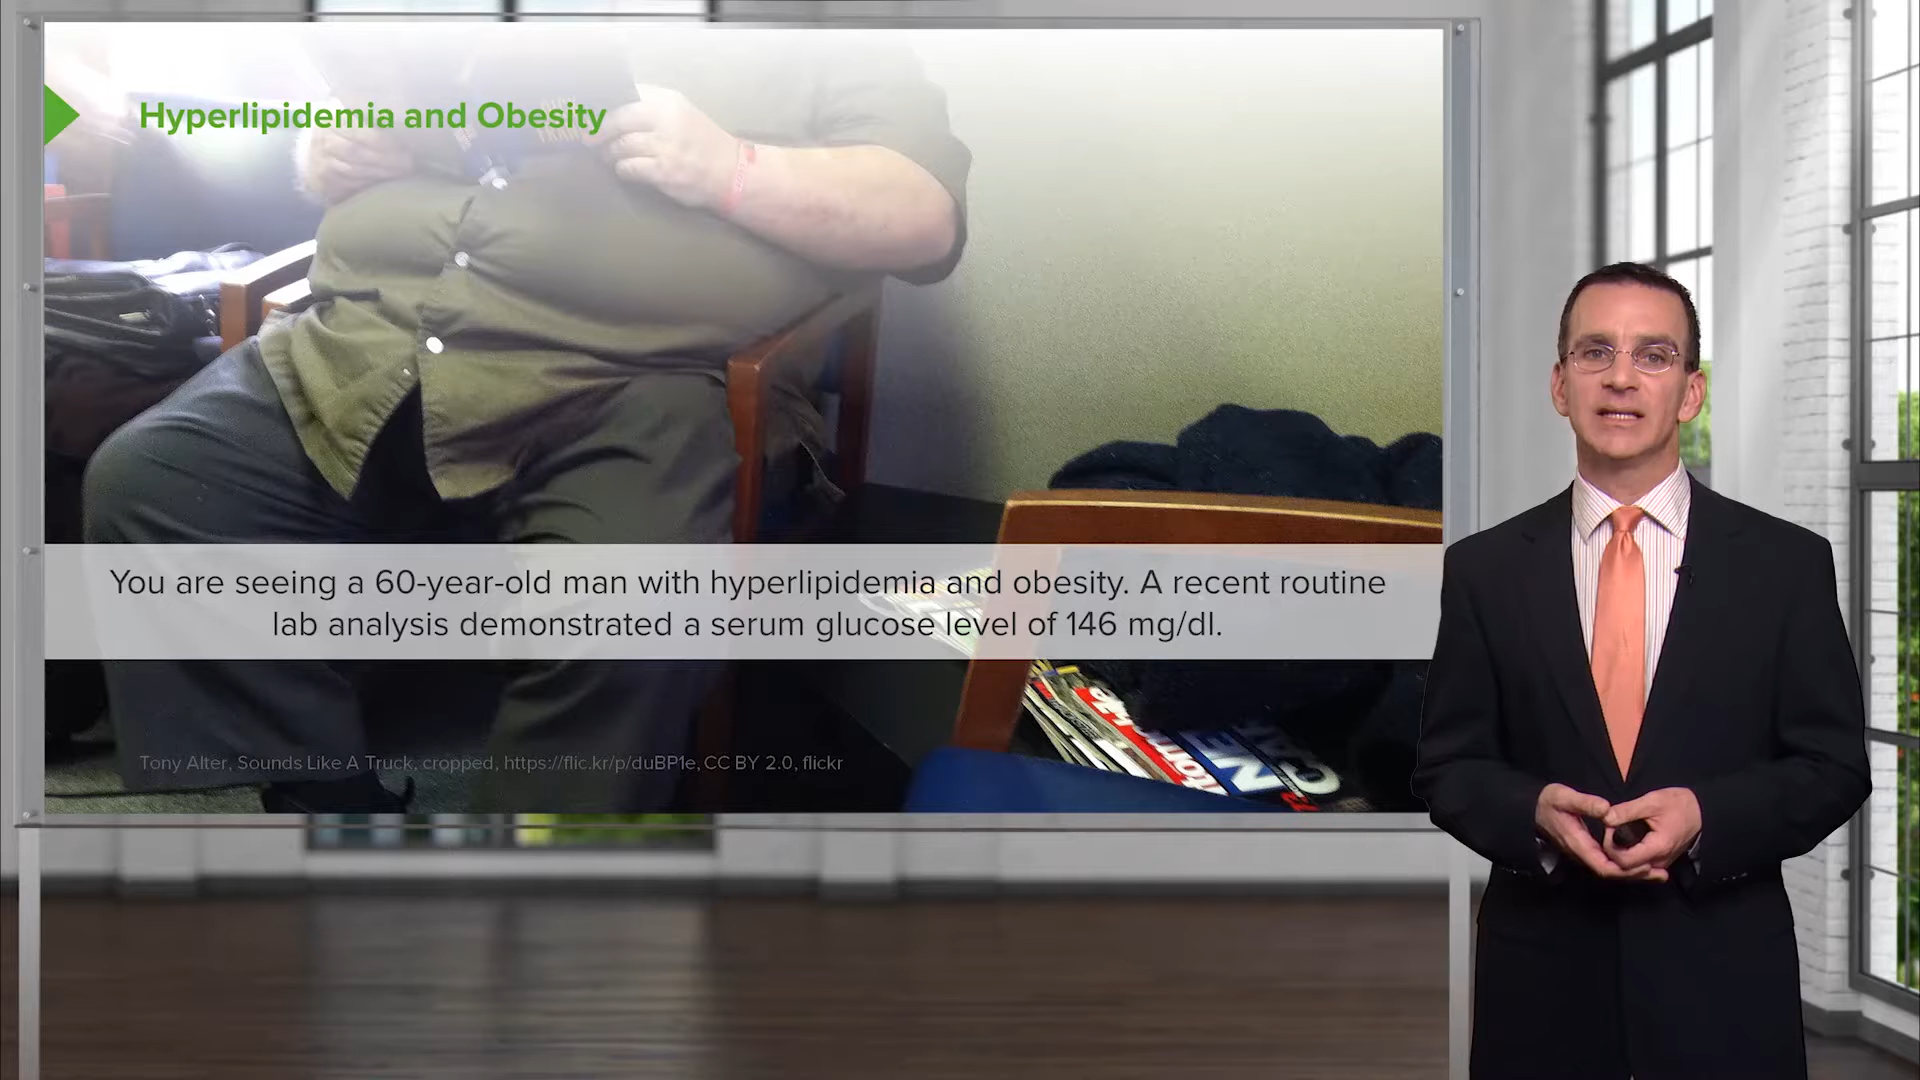 Hyperlipidemia and Obesity
You are seeing a 60-year-old man with hyperlipidemia and obesity. A recent routine
lab analysis demonstrated a serum glucose level of 146 mg/dl.
Tony Alter, Sounds Like A Truck, cropped, https://flic.kr/p/duBP1e, CC BY 2.0, flickr